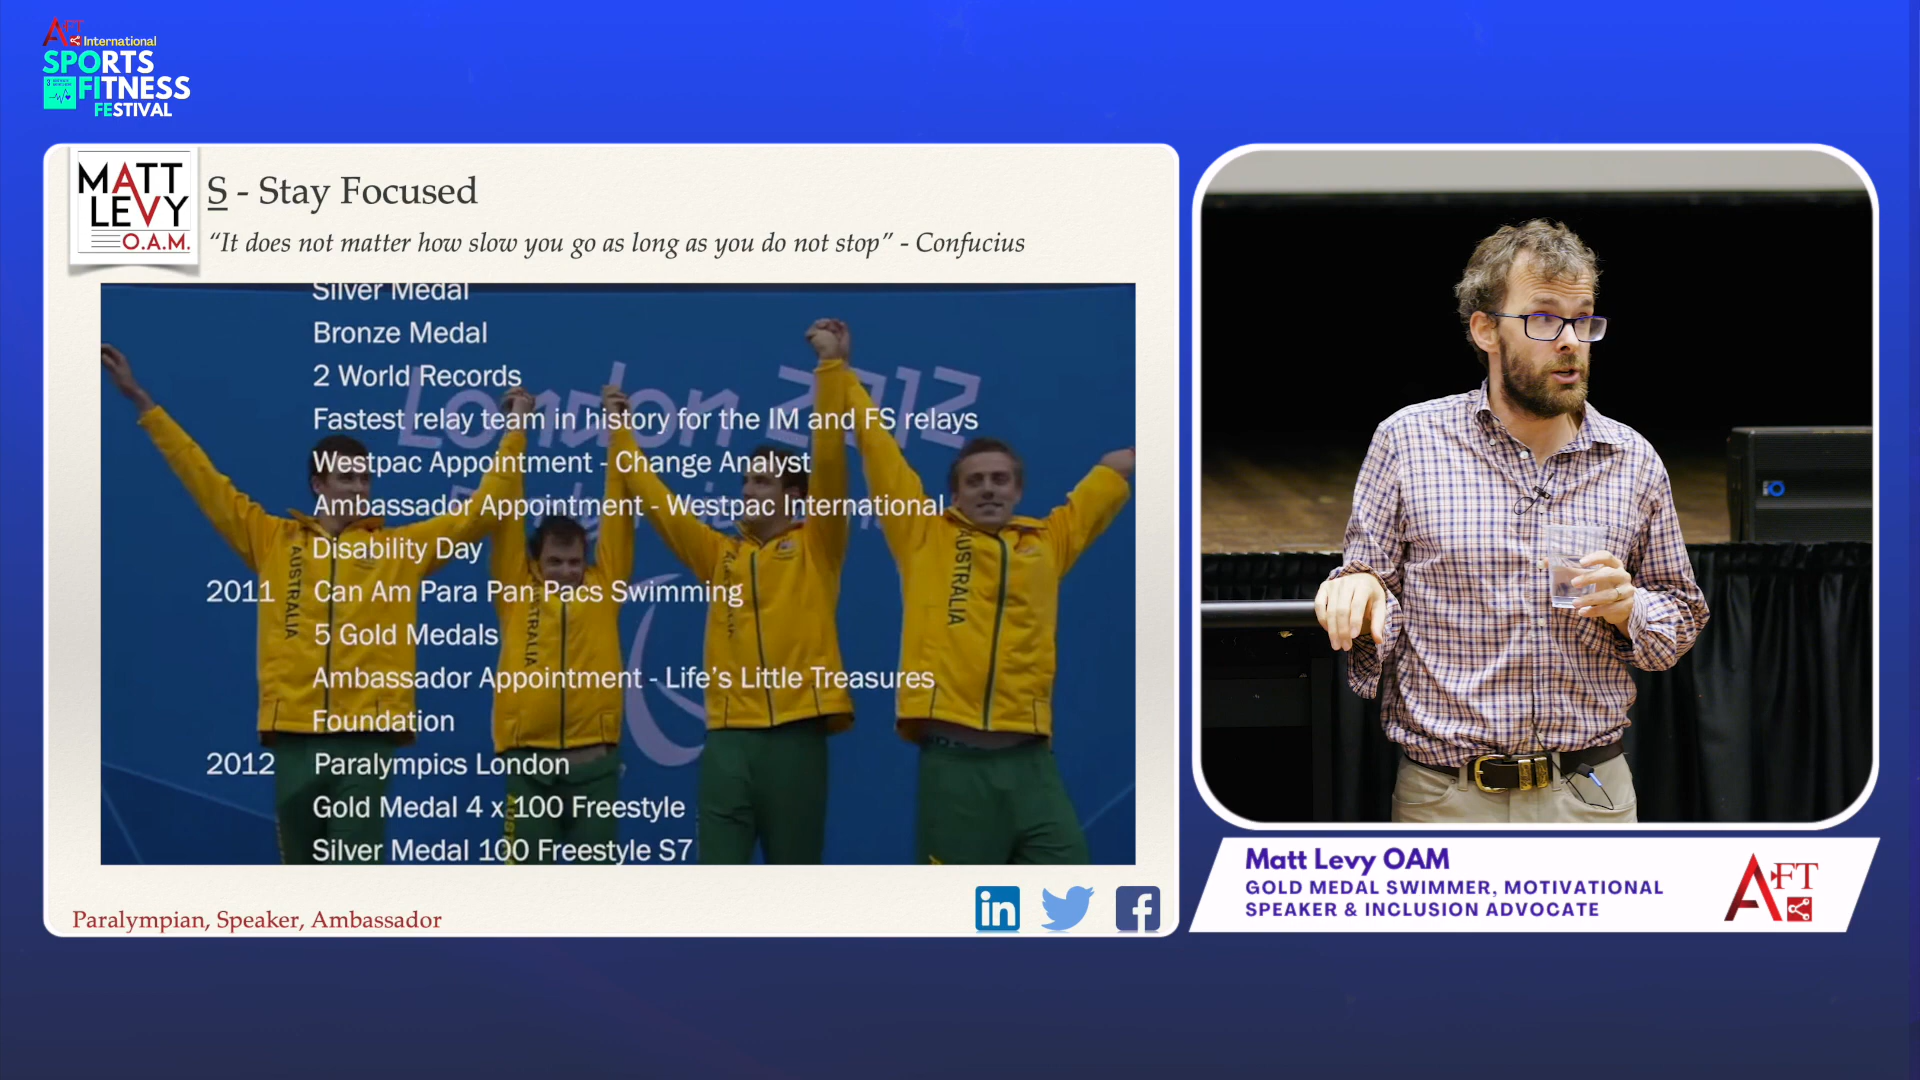 AFT International
SPORTS
FITNESS
FESTIVAL
MATT
LEVY
O.A.M.
S - Stay Focused
“It does not matter how slow you go as long as you do not stop” - Confucius
Silver Medal
Bronze Medal
2 World Records
Fastest relay team in history for the IM and FS relays
Westpac Appointment - Change Analyst
Ambassador Appointment - Westpac International
Disability Day
2011 Can Am Para Pan Pacs Swimming
5 Gold Medals
Ambassador Appointment - Life’s Little Treasures
Foundation
2012 Paralympics London
Gold Medal 4 x 100 Freestyle
Silver Medal 100 Freestyle S7
London 2012
AUSTRALIA
AUSTRALIA
Paralympian, Speaker, Ambassador
in
f
Matt Levy OAM
GOLD MEDAL SWIMMER, MOTIVATIONAL
SPEAKER & INCLUSION ADVOCATE
AFT